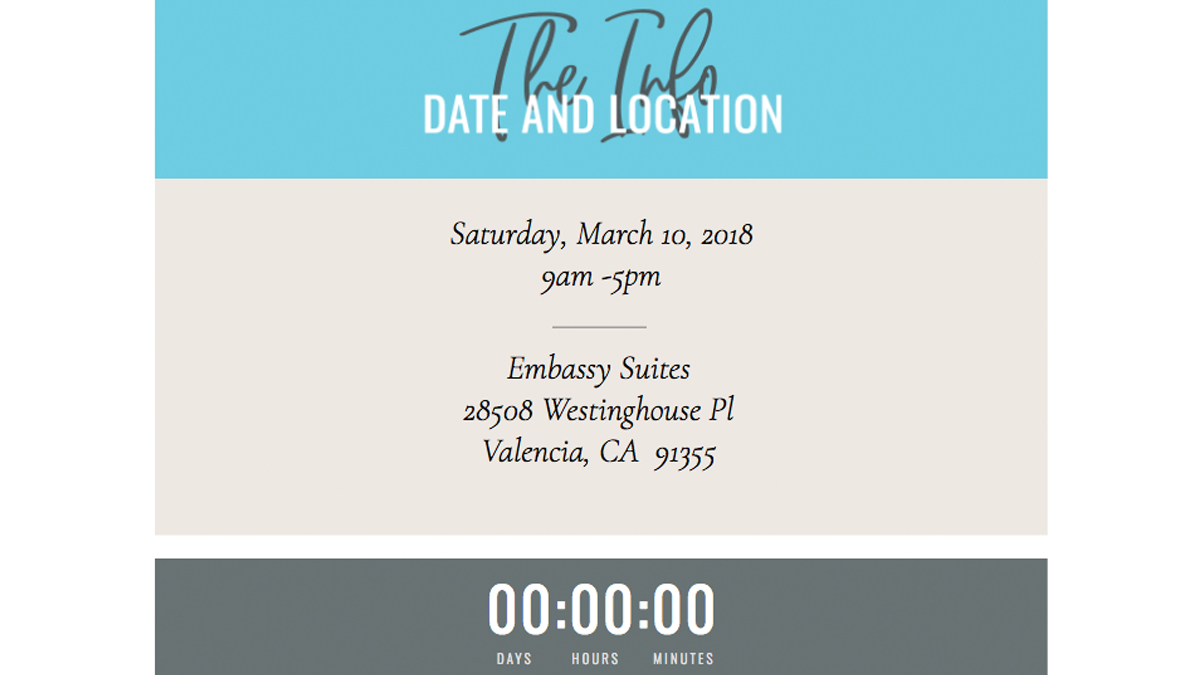 The Info
DATE AND LOCATION
Saturday, March 10, 2018
9am -5pm
Embassy Suites
28508 Westinghouse Pl
Valencia, CA 91355
00:00:00
DAYS HOURS MINUTES